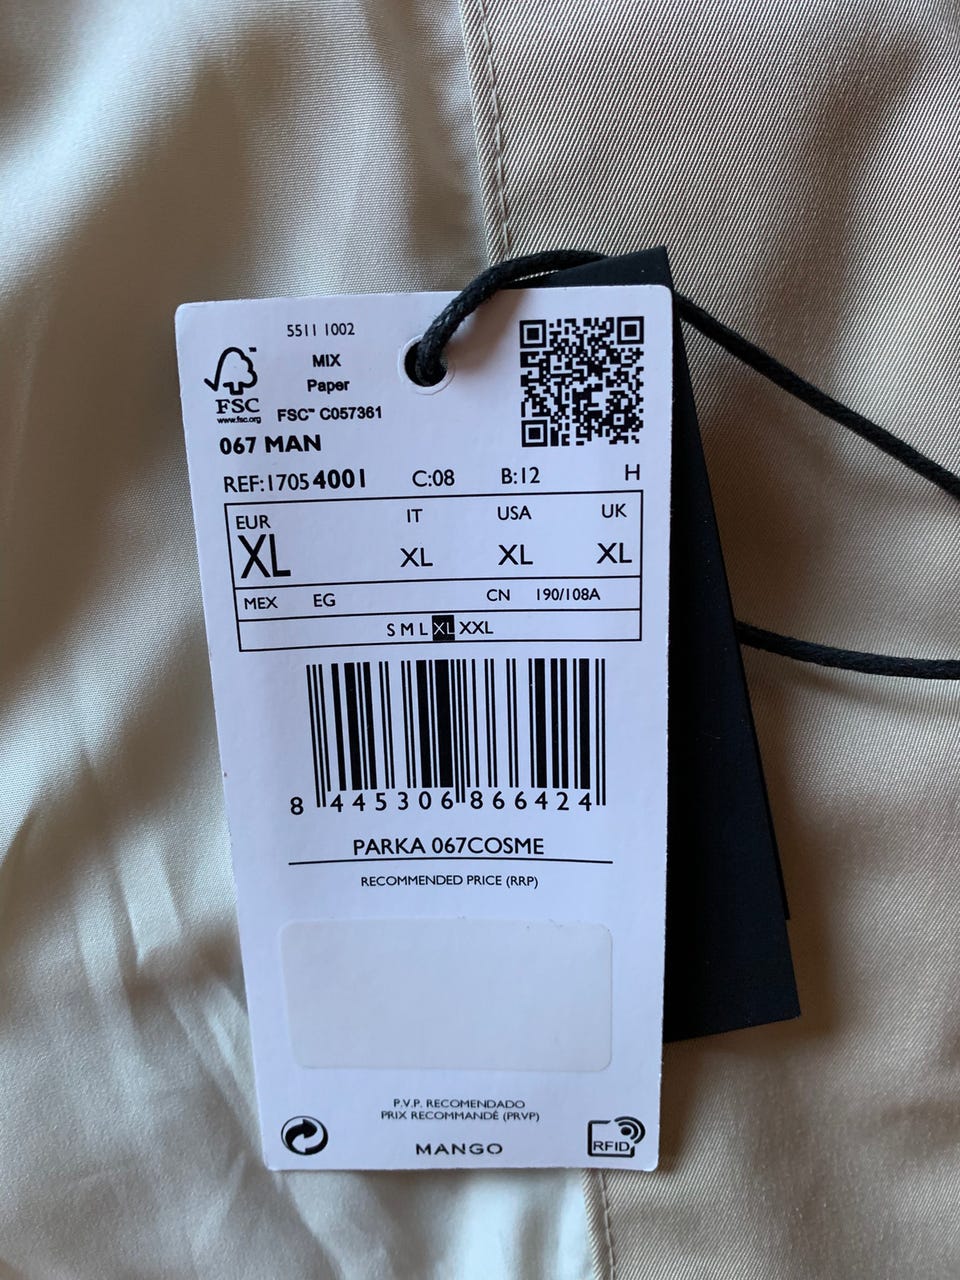 5511 1002
MIX
Paper
FSC™ C057361
FSC
www.fsc.org
067 MAN
REF:1705 4001 C:08 B:12 H
EUR IT USA UK
XL XL XL XL
MEX EG CN 190/108A
S M L XL XXL
8 445306 866424
PARKA 067COSME
RECOMMENDED PRICE (RRP)
P.V.P. RECOMENDADO
PRIX RECOMMANDÉ (PRVP)
MANGO
RFID